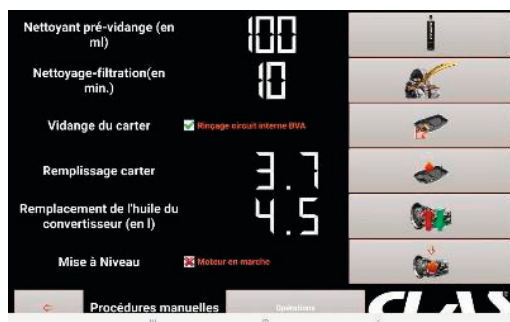 Nettoyant pré-vidange (en
ml)
100
Nettoyage-filtration(en
min.)
10
Vidange du carter
Rinçage circuit interne BVA
Remplissage carter
3.7
Remplacement de l'huile du
convertisseur (en l)
4.5
Mise à Niveau
Moteur en marche
Procédures manuelles
Opérations
CLAS